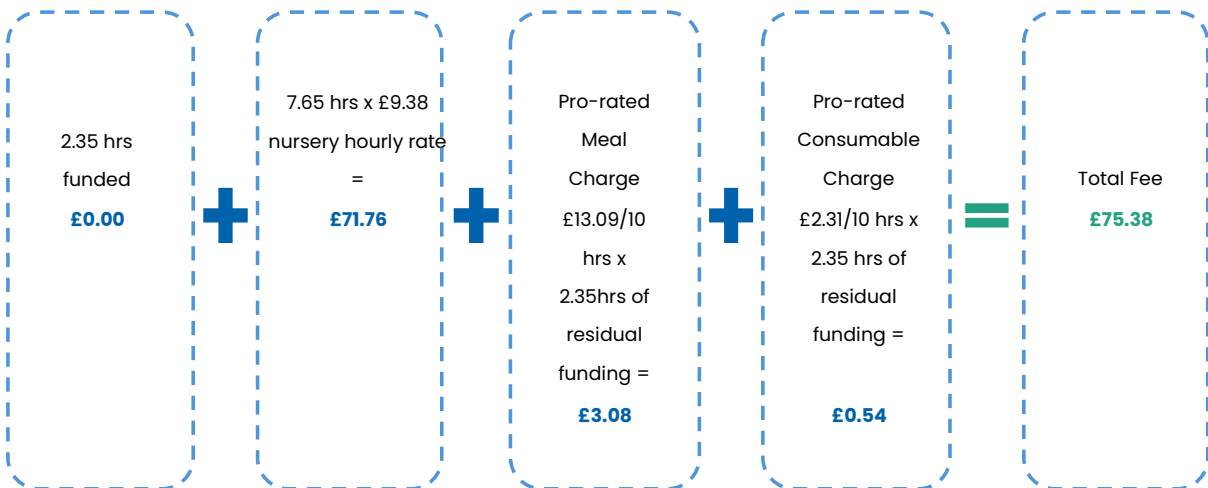 2.35 hrs
funded
£0.00
7.65 hrs x £9.38
nursery hourly rate
=
£71.76
Pro-rated
Meal
Charge
£13.09/10
hrs x
2.35hrs of
residual
funding =
£3.08
Pro-rated
Consumable
Charge
£2.31/10 hrs x
2.35 hrs of
residual
funding =
£0.54
Total Fee
£75.38